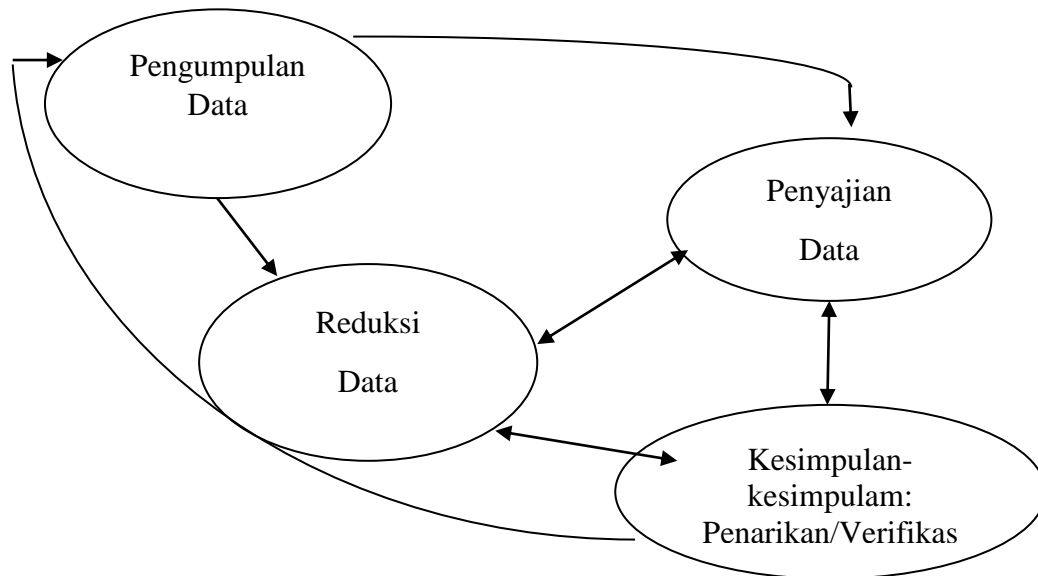 Pengumpulan
Data
Penyajian
Data
Reduksi
Data
Kesimpulan-
kesimpulam:
Penarikan/Verifikas